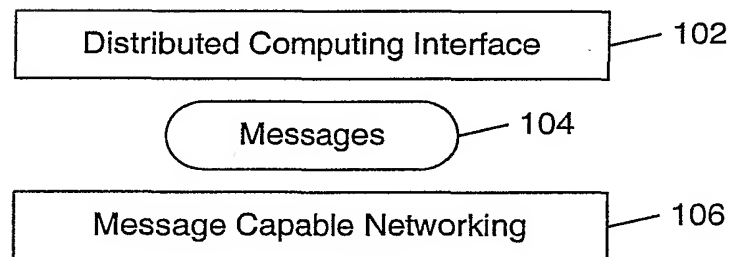 Distributed Computing Interface 102
Messages 104
Message Capable Networking 106